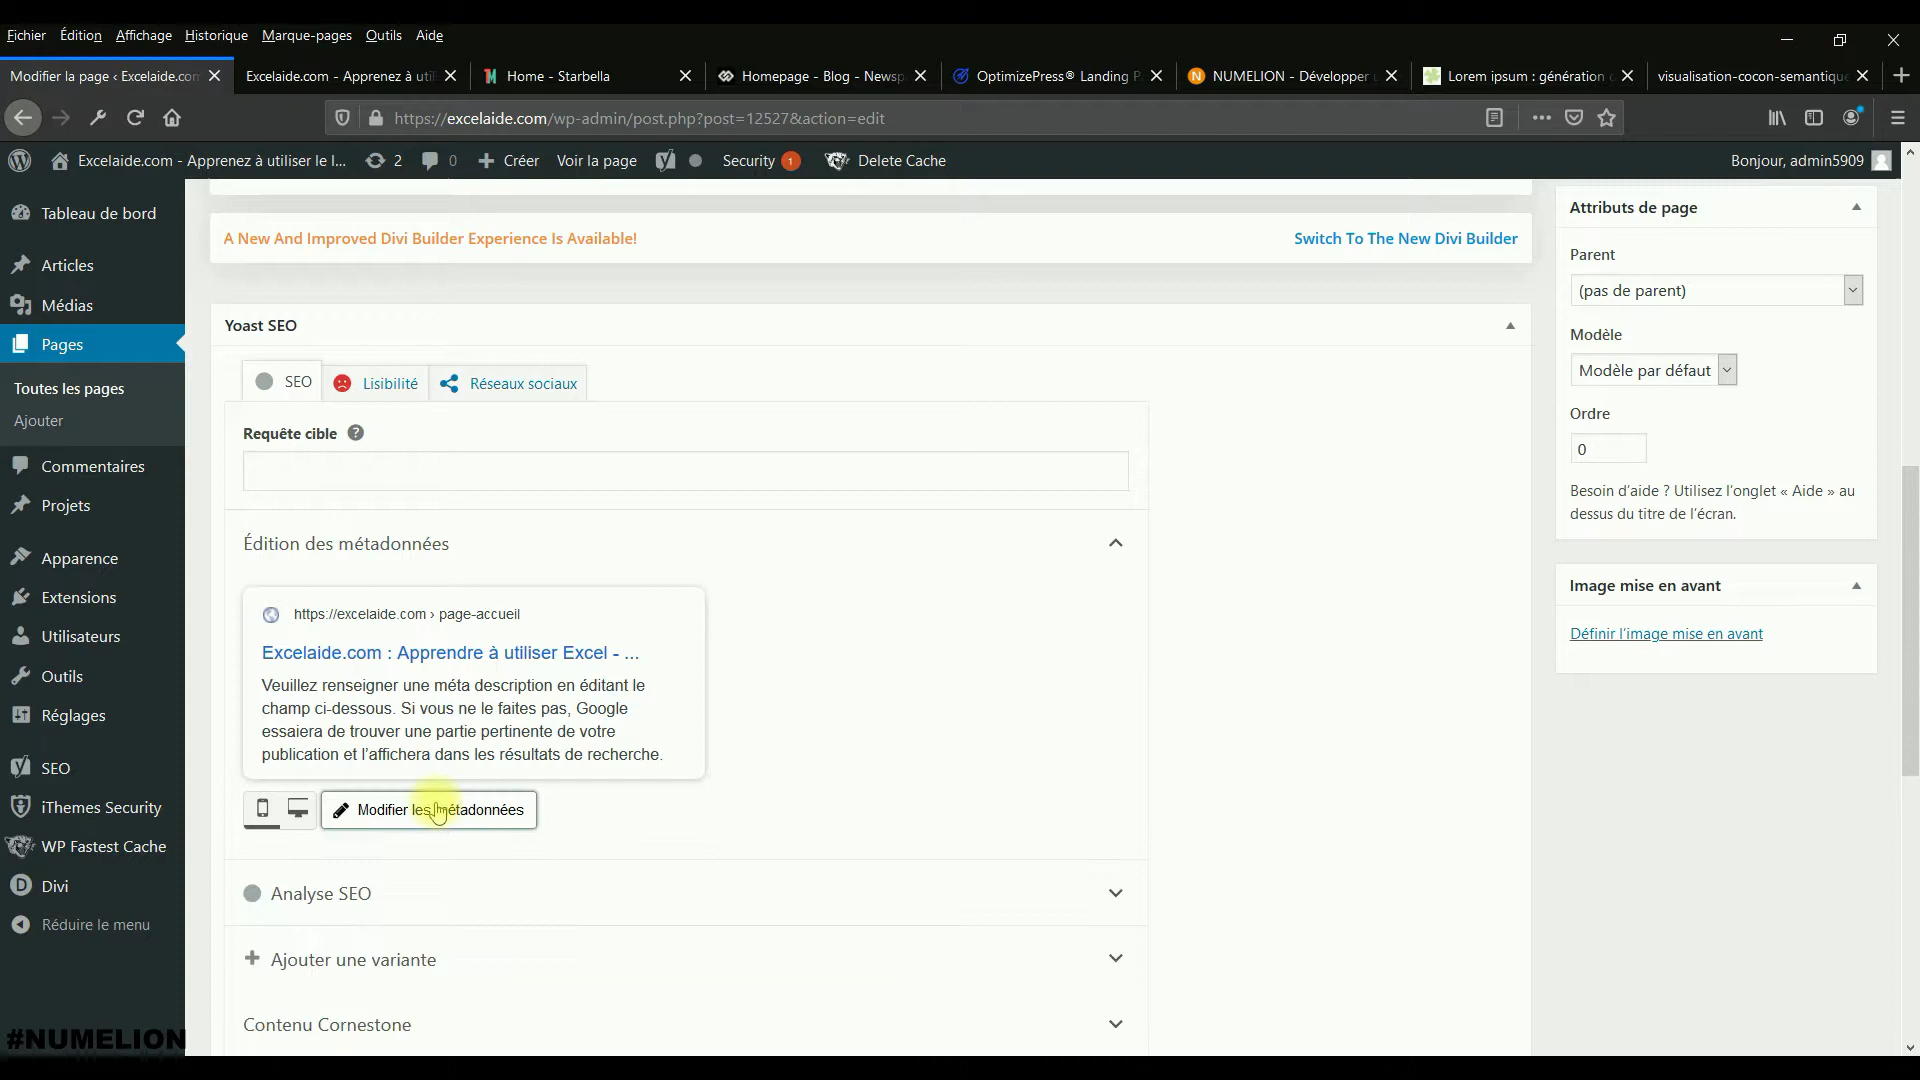 Fichier Édition Affichage Historique Marque-pages Outils Aide
Modifier la page ‹ Excelaide.com
Excelaide.com - Apprenez à uti
Home - Starbella
Homepage - Blog - Newsp
OptimizePress® Landing P
NUMELION - Développer
Lorem ipsum : génération
visualisation-cocon-semantique
https://excelaide.com/wp-admin/post.php?post=12527&action=edit
Excelaide.com - Apprenez à utiliser le l... 2 0 Créer Voir la page Security 1 Delete Cache Bonjour, admin5909
Tableau de bord
Articles
Médias
Pages
Toutes les pages
Ajouter
Commentaires
Projets
Apparence
Extensions
Utilisateurs
Outils
Réglages
SEO
iThemes Security
WP Fastest Cache
Divi
Réduire le menu
#NUMELION
A New And Improved Divi Builder Experience Is Available! Switch To The New Divi Builder
Yoast SEO
SEO Lisibilité Réseaux sociaux
Requête cible ?
Édition des métadonnées
https://excelaide.com › page-accueil
Excelaide.com : Apprendre à utiliser Excel - ...
Veuillez renseigner une méta description en éditant le
champ ci-dessous. Si vous ne le faites pas, Google
essaiera de trouver une partie pertinente de votre
publication et l’affichera dans les résultats de recherche.
Modifier les métadonnées
Analyse SEO
Ajouter une variante
Contenu Cornestone
Attributs de page
Parent
(pas de parent)
Modèle
Modèle par défaut
Ordre
0
Besoin d’aide ? Utilisez l’onglet « Aide » au
dessus du titre de l’écran.
Image mise en avant
Définir l’image mise en avant